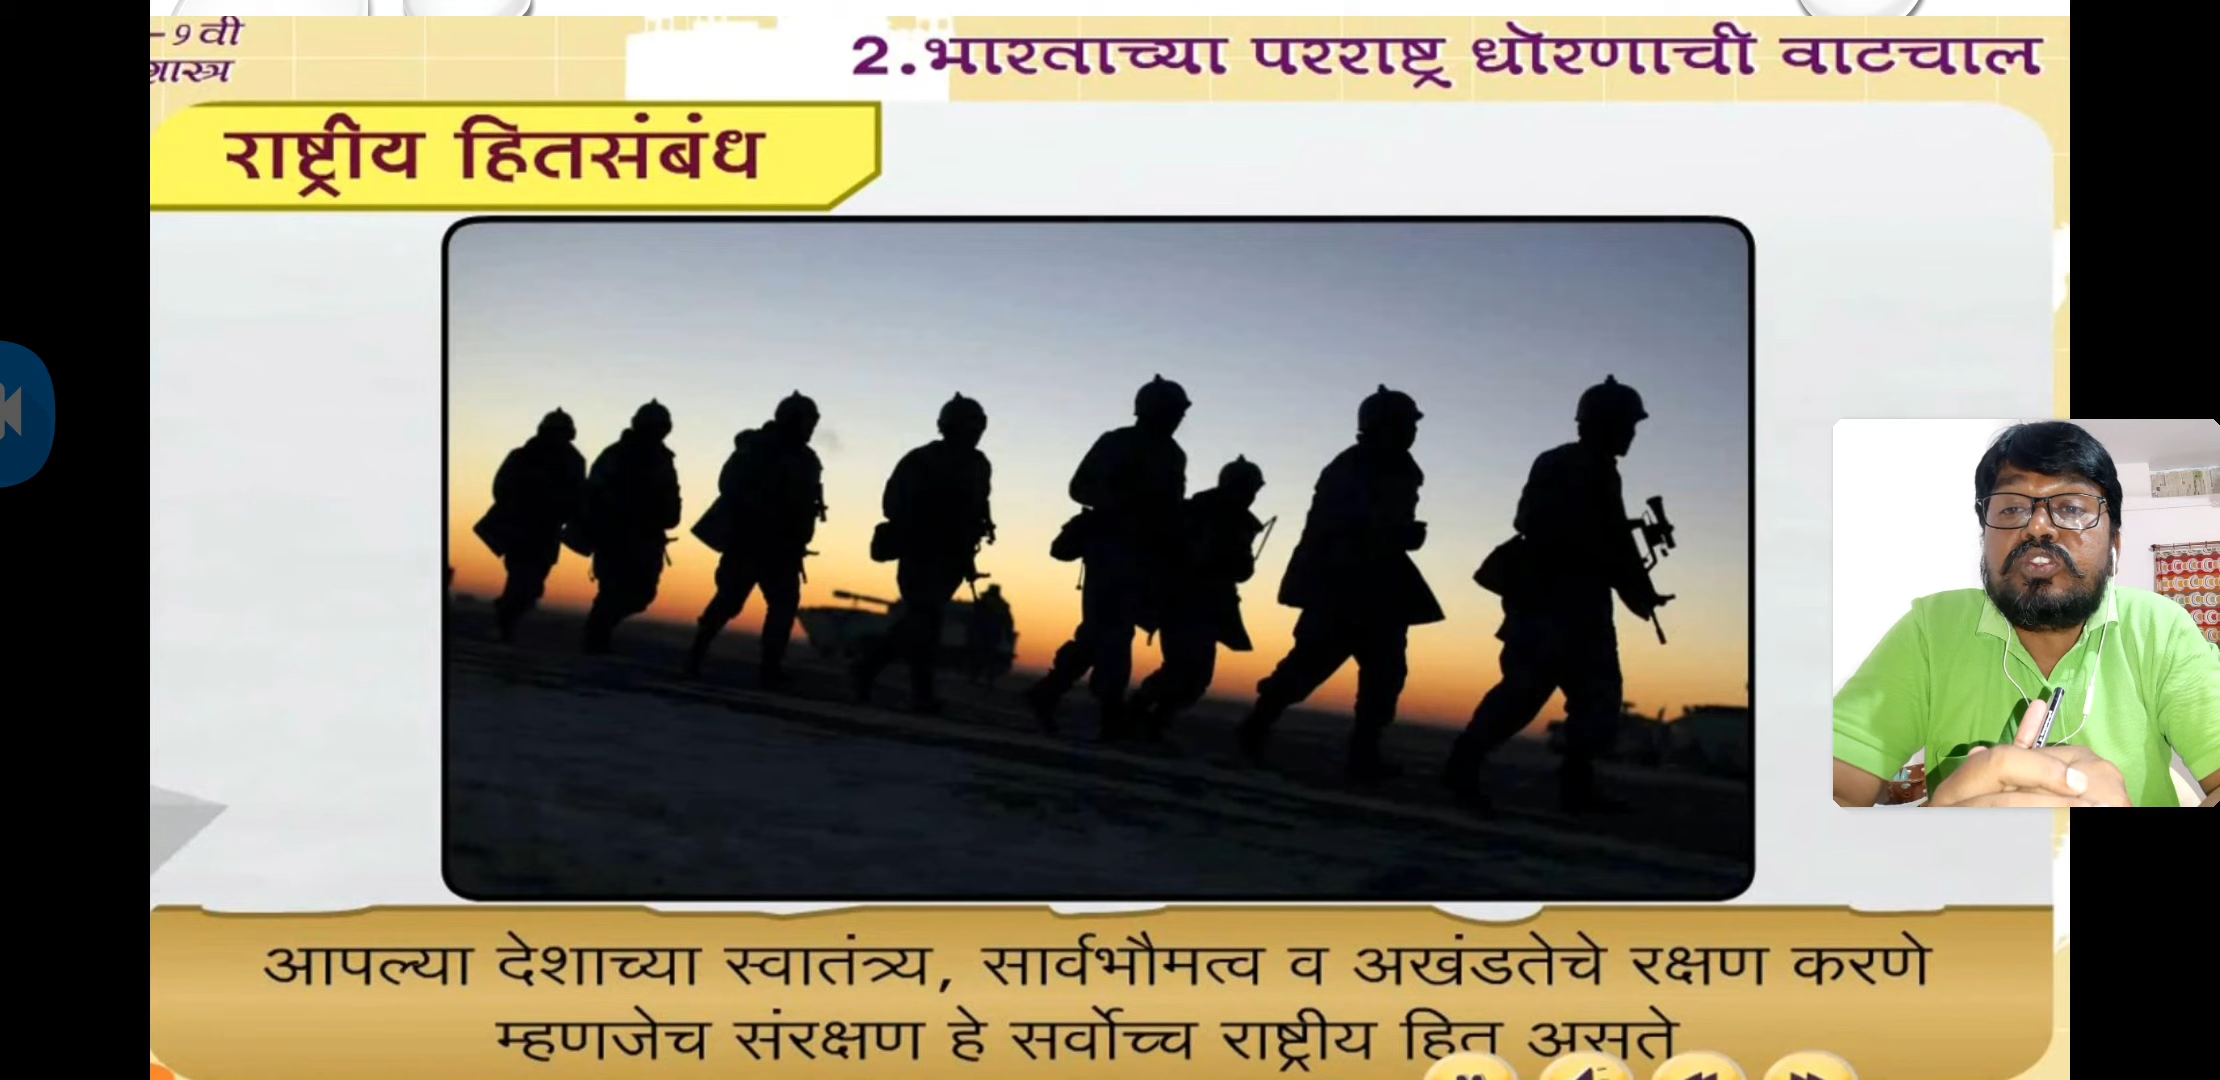 – ९ वी
शास्त्र
2.भारताच्या परराष्ट्र धोरणाची वाटचाल
राष्ट्रीय हितसंबंध
आपल्या देशाच्या स्वातंत्र्य, सार्वभौमत्व व अखंडतेचे रक्षण करणे
म्हणजेच संरक्षण हे सर्वोच्च राष्ट्रीय हित असते